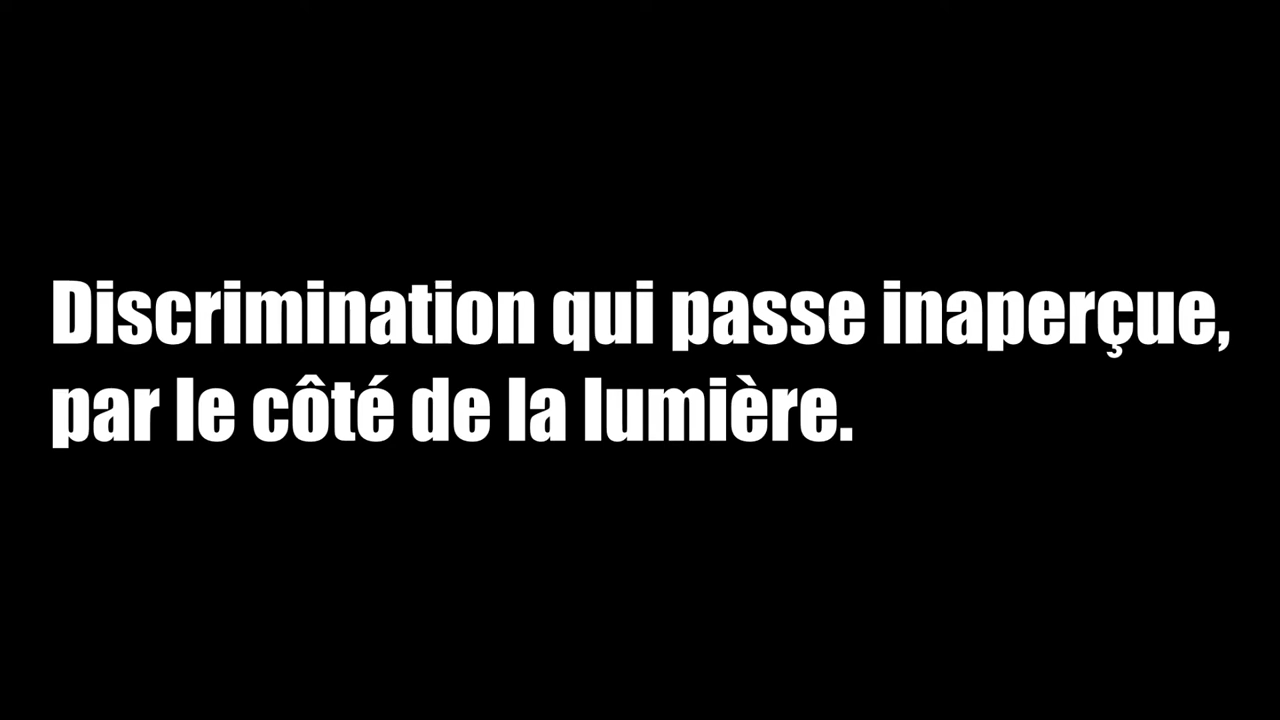 Discrimination qui passe inaperçue,
par le côté de la lumière.